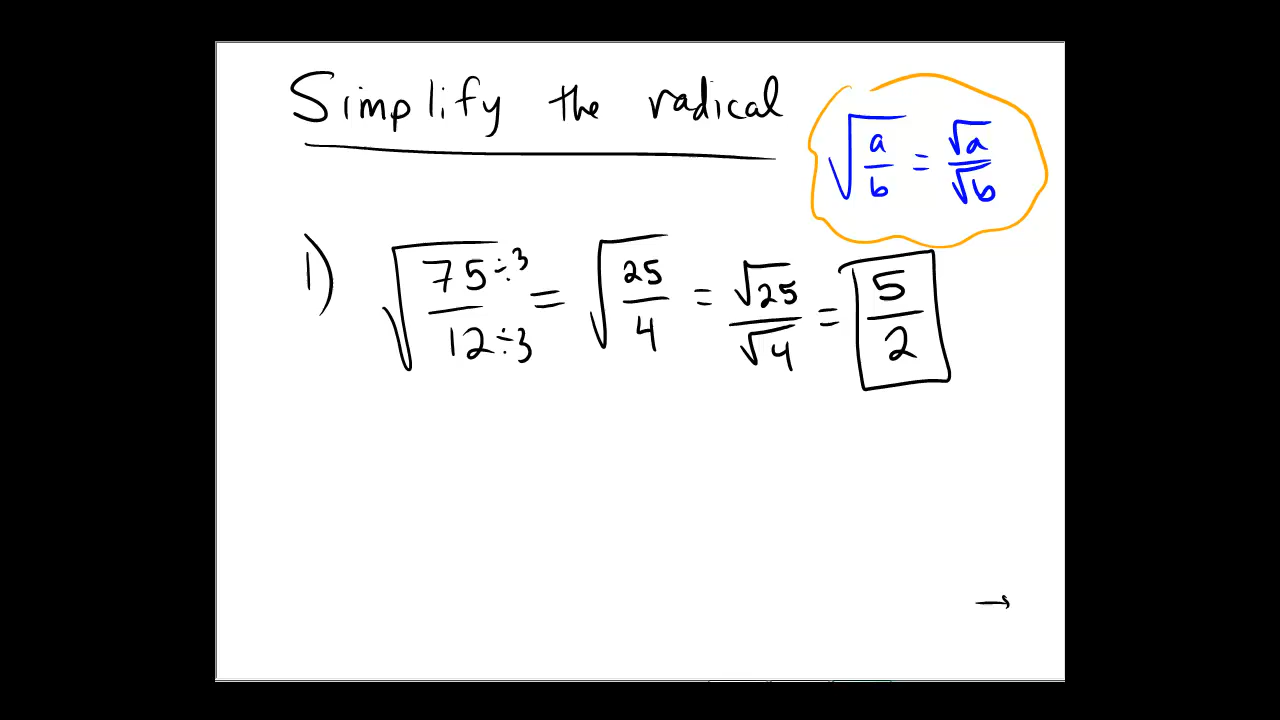 Simplify the radical
√(a/b) = √a/√b
1) √(75÷3/12÷3) = √(25/4) = √25/√4 = 5/2
→